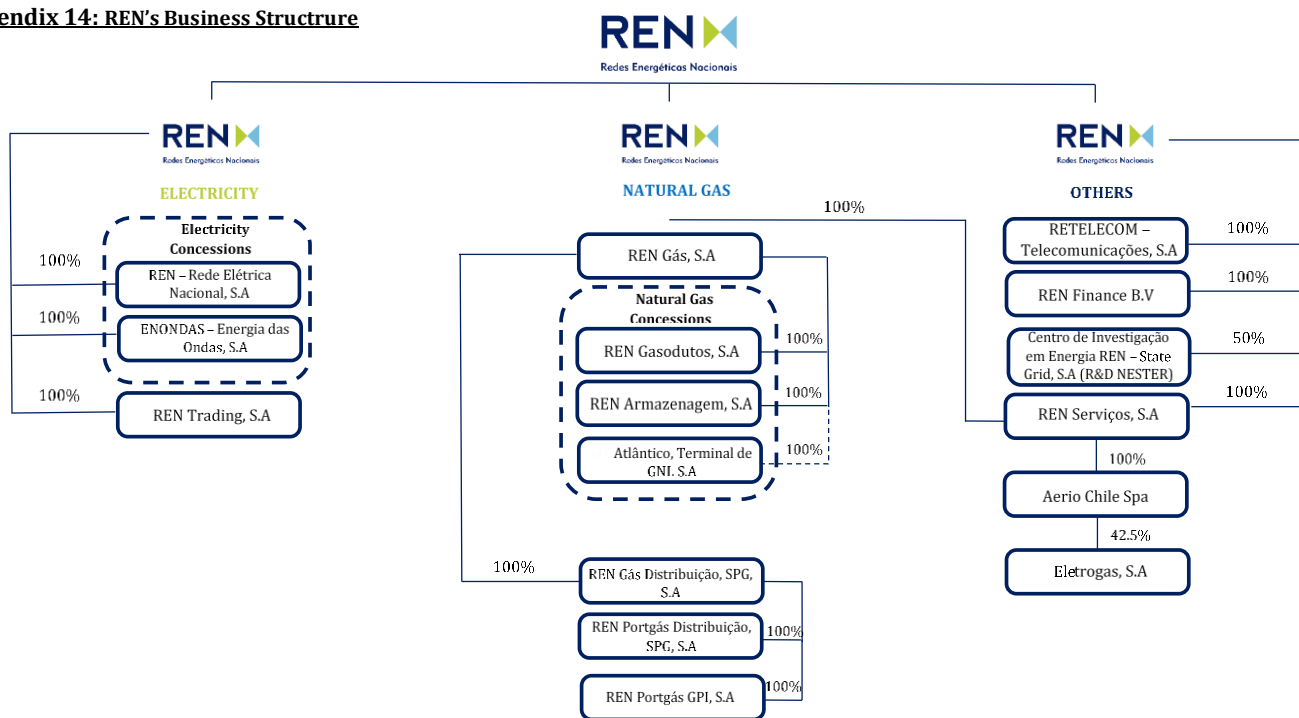 endix 14: REN's Business Structrure
REN
Redes Energéticas Nacionais
REN
Redes Energéticas Nacionais
REN
Redes Energéticas Nacionais
REN
Redes Energéticas Nacionais
ELECTRICITY
NATURAL GAS
OTHERS
Electricity
Concessions
100%
REN – Rede Elétrica
Nacional, S.A
100%
ENONDAS – Energia das
Ondas, S.A
100%
REN Trading, S.A
100%
REN Gás, S.A
Natural Gas
Concessions
REN Gasodutos, S.A
100%
REN Armazenagem, S.A
100%
Atlântico, Terminal de
GNL S.A
100%
100%
REN Gás Distribuição, SPG,
S.A
REN Portgás Distribuição,
SPG, S.A
100%
REN Portgás GPI, S.A
100%
RETELECOM –
Telecomunicações, S.A
100%
REN Finance B.V
100%
Centro de Investigação
em Energia REN – State
Grid, S.A (R&D NESTER)
50%
REN Serviços, S.A
100%
100%
Aerio Chile Spa
42.5%
Eletrogas, S.A